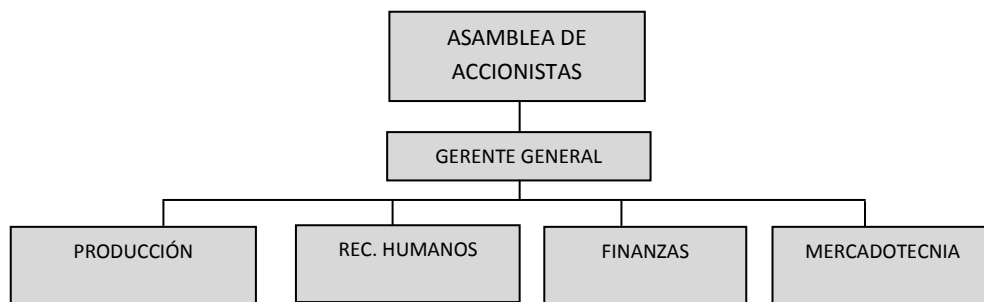 ASAMBLEA DE
ACCIONISTAS
GERENTE GENERAL
PRODUCCIÓN
REC. HUMANOS
FINANZAS
MERCADOTECNIA